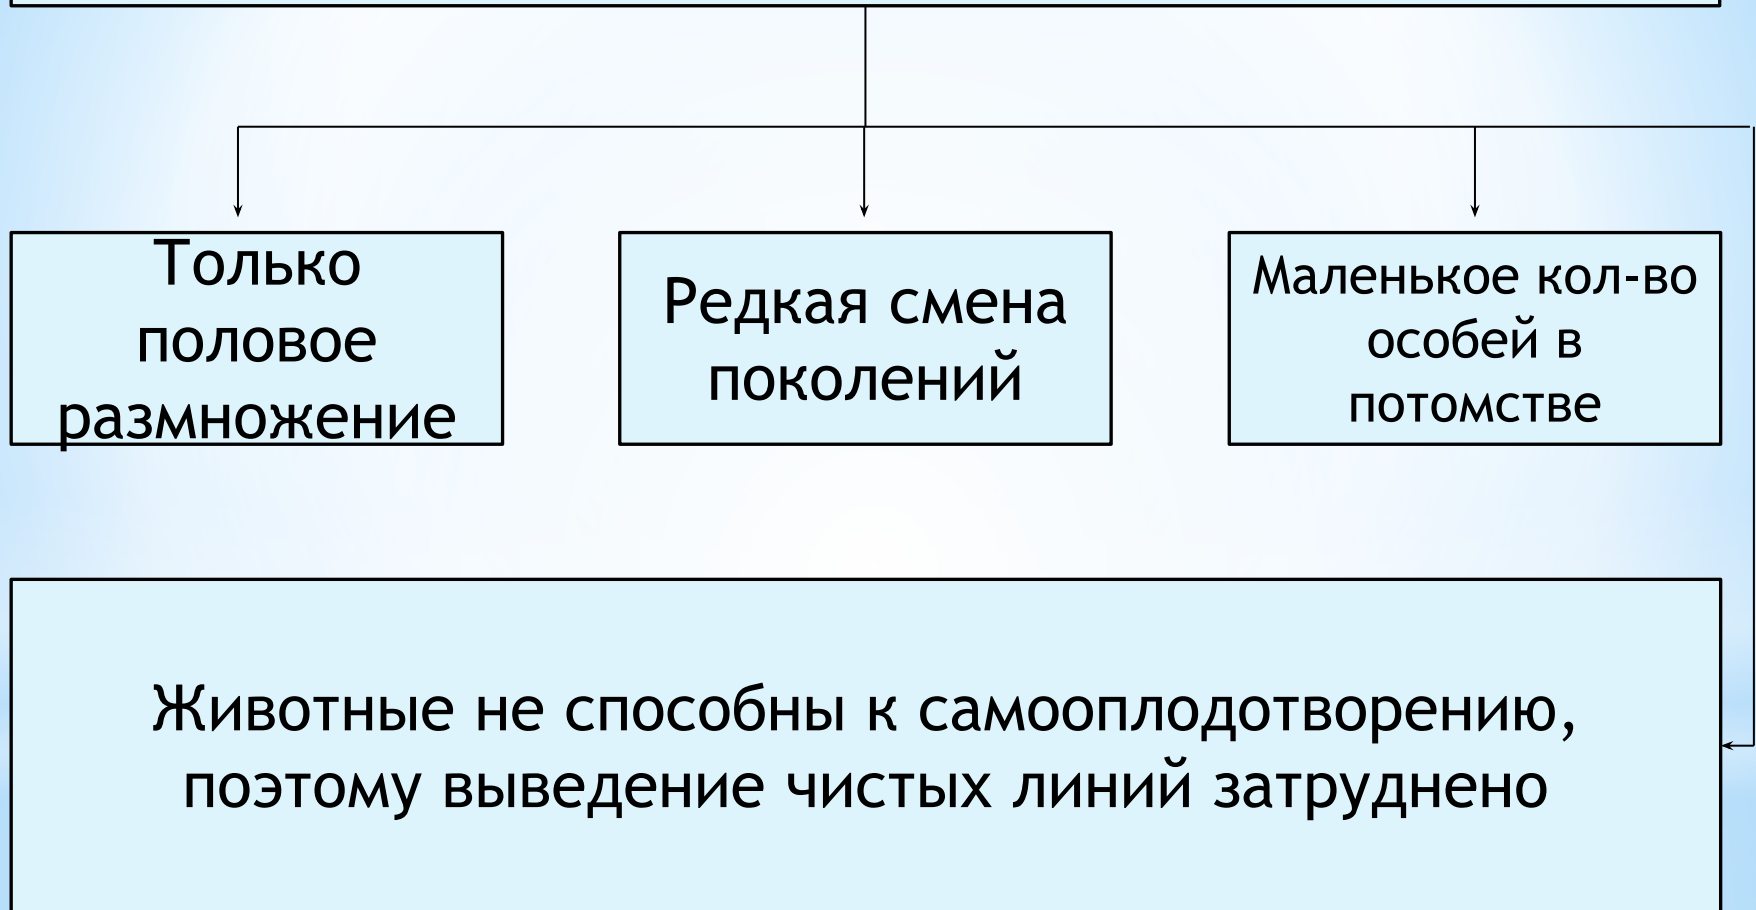 Только
половое
размножение
Редкая смена
поколений
Маленькое кол-во
особей в
потомстве
Животные не способны к самооплодотворению,
поэтому выведение чистых линий затруднено